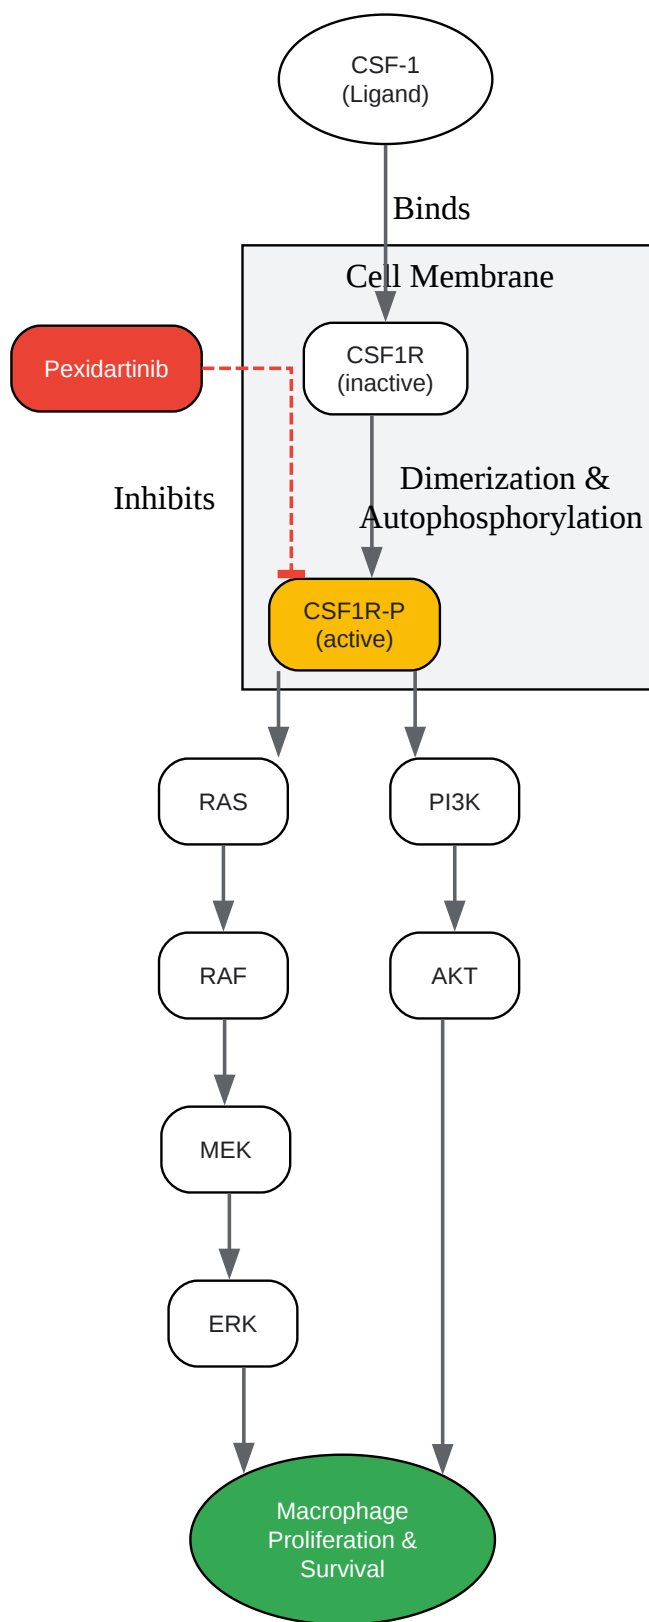 CSF-1
(Ligand)
Binds
Cell Membrane
Pexidartinib
CSF1R
(inactive)
Inhibits
Dimerization &
Autophosphorylation
CSF1R-P
(active)
RAS
PI3K
RAF
AKT
MEK
ERK
Macrophage
Proliferation &
Survival